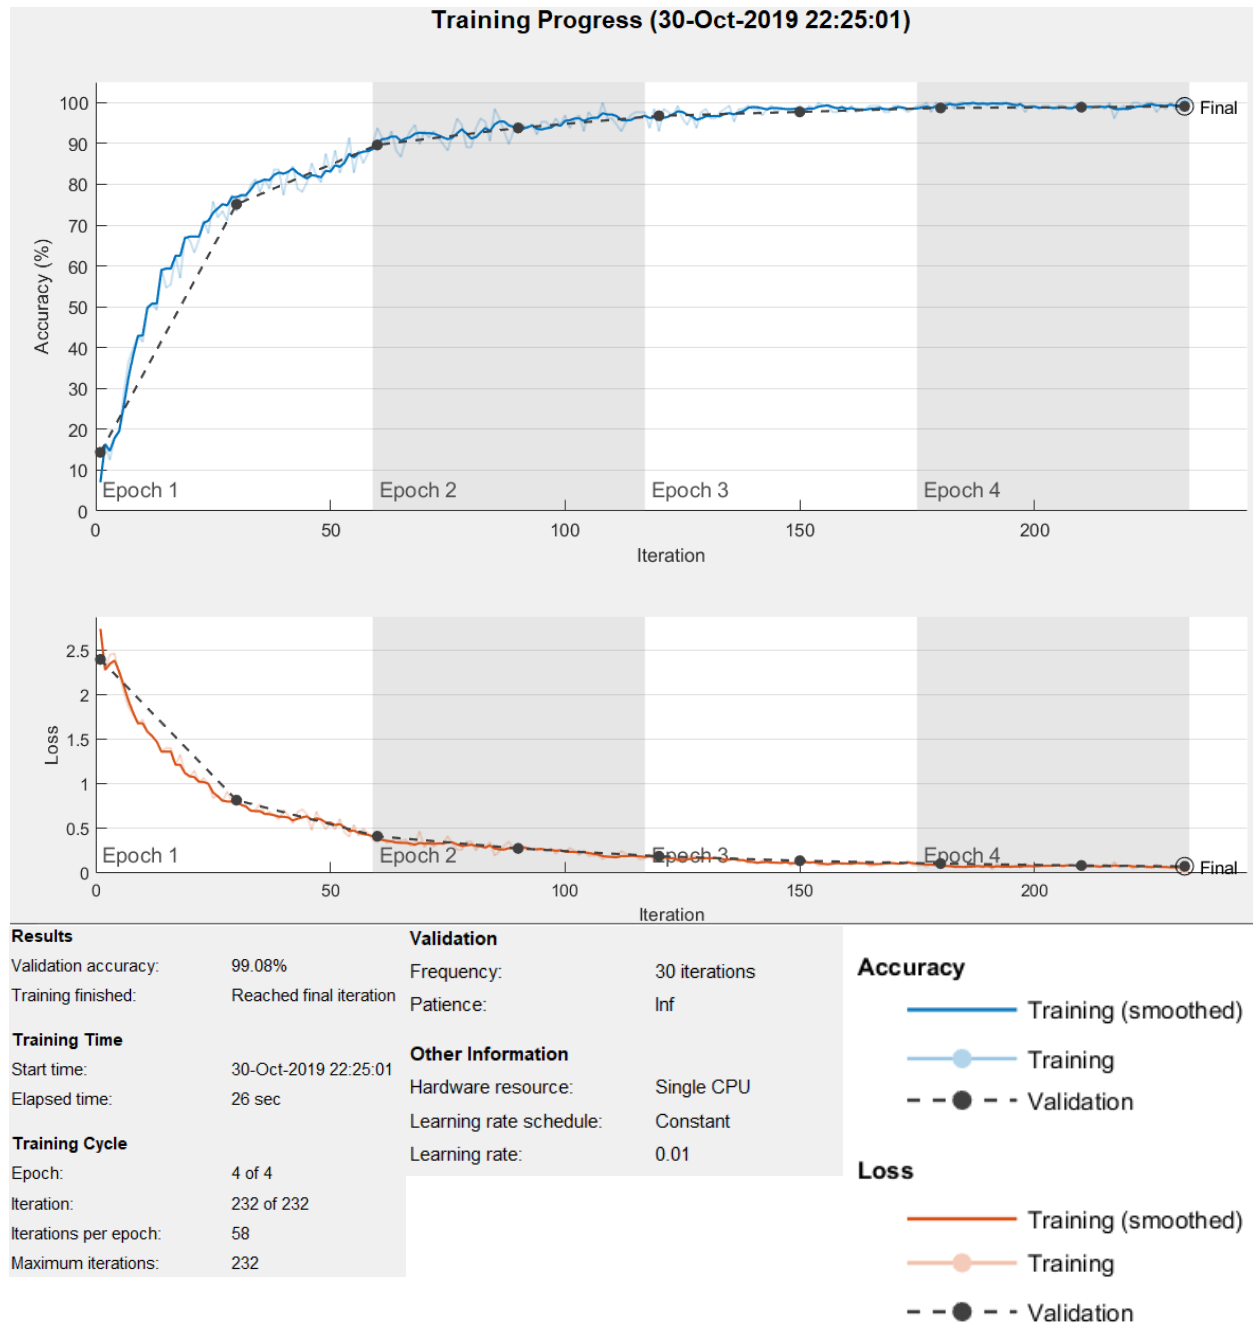 Training Progress (30-Oct-2019 22:25:01)
Accuracy (%)
100
90
80
70
60
50
40
30
20
10
0
Final
Epoch 1
Epoch 2
Epoch 3
Epoch 4
0
50
100
150
200
Iteration
Loss
2.5
2
1.5
1
0.5
0
Epoch 1
Epoch 2
Epoch 3
Epoch 4
Final
0
50
100
150
200
Iteration
Results
Validation accuracy: 99.08%
Training finished: Reached final iteration
Training Time
Start time: 30-Oct-2019 22:25:01
Elapsed time: 26 sec
Training Cycle
Epoch: 4 of 4
Iteration: 232 of 232
Iterations per epoch: 58
Maximum iterations: 232
Validation
Frequency: 30 iterations
Patience: Inf
Other Information
Hardware resource: Single CPU
Learning rate schedule: Constant
Learning rate: 0.01
Accuracy
Training (smoothed)
Training
Validation
Loss
Training (smoothed)
Training
Validation